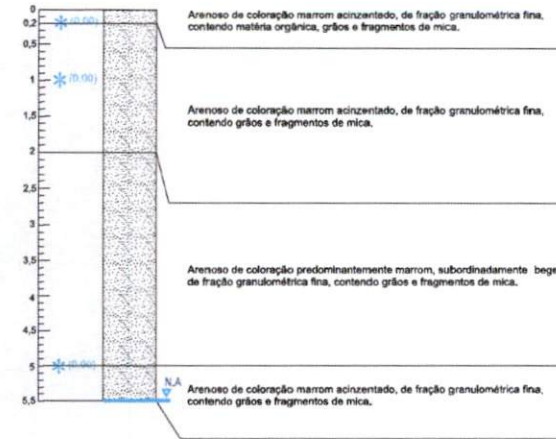 0
Arenoso de coloração marrom acinzentado, de fração granulométrica fina,
contendo matéria orgânica, grãos e fragmentos de mica.
0,2
(0.00)
0,5
1
(0.00)
Arenoso de coloração marrom acinzentado, de fração granulométrica fina,
contendo grãos e fragmentos de mica.
1,5
2
2,5
3
3,5
Arenoso de coloração predominantemente marrom, subordinadamente bege
de fração granulométrica fina, contendo grãos e fragmentos de mica.
4
4,5
5
(0.00)
N.A
Arenoso de coloração marrom acinzentado, de fração granulométrica fina,
contendo grãos e fragmentos de mica.
5,5